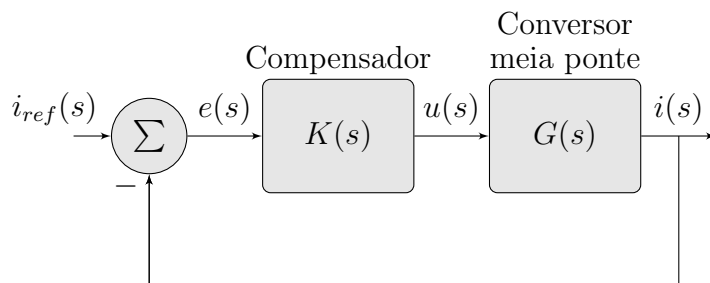 Conversor
meia ponte
Compensador
i_{ref}(s)
∑
e(s)
K(s)
u(s)
G(s)
i(s)
−